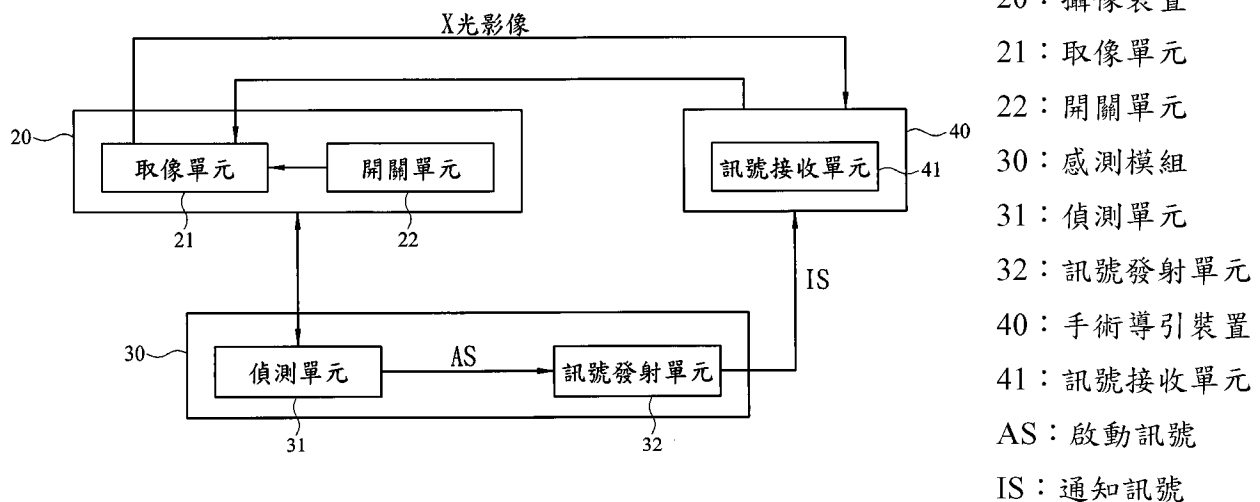 X光影像
20
取像單元
開關單元
21
22
訊號接收單元
40
41
IS
30
偵測單元
AS
訊號發射單元
31
32
20：攝像裝置
21：取像單元
22：開關單元
30：感測模組
31：偵測單元
32：訊號發射單元
40：手術導引裝置
41：訊號接收單元
AS：啟動訊號
IS：通知訊號